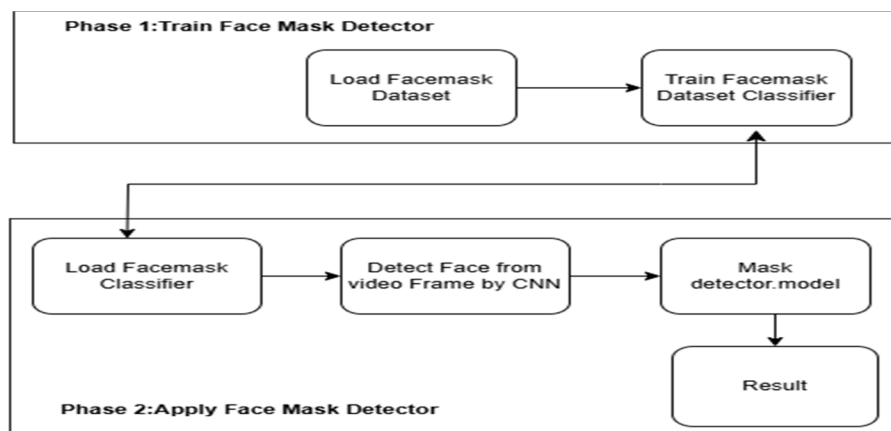 Phase 1:Train Face Mask Detector
Load Facemask
Dataset
Train Facemask
Dataset Classifier
Load Facemask
Classifier
Detect Face from
video Frame by CNN
Mask
detector.model
Result
Phase 2:Apply Face Mask Detector